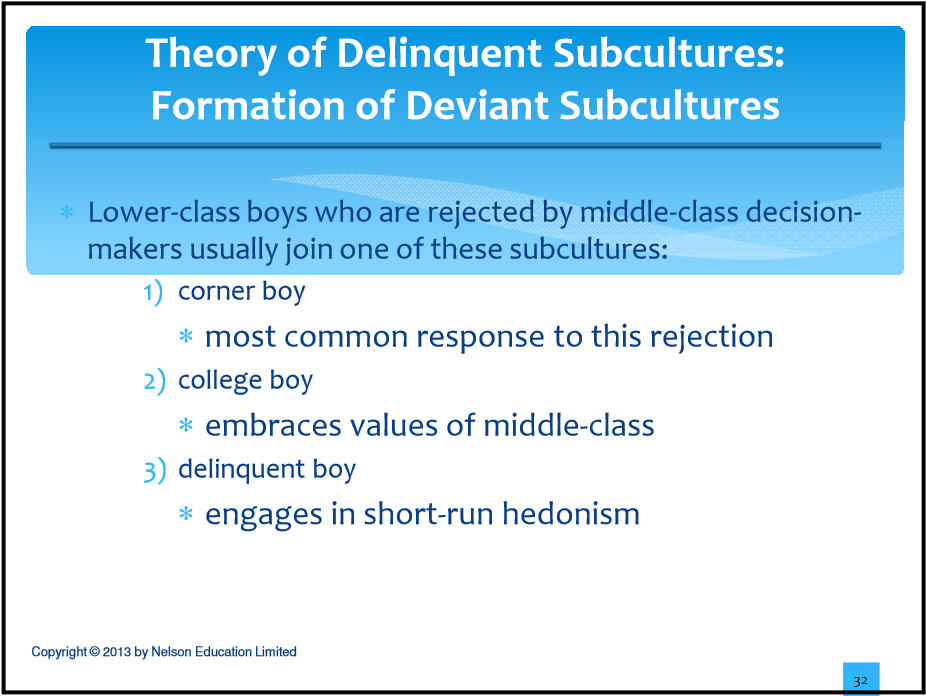 Theory of Delinquent Subcultures:
Formation of Deviant Subcultures
* Lower-class boys who are rejected by middle-class decision-
makers usually join one of these subcultures:
1) corner boy
* most common response to this rejection
2) college boy
* embraces values of middle-class
3) delinquent boy
* engages in short-run hedonism
Copyright © 2013 by Nelson Education Limited
32